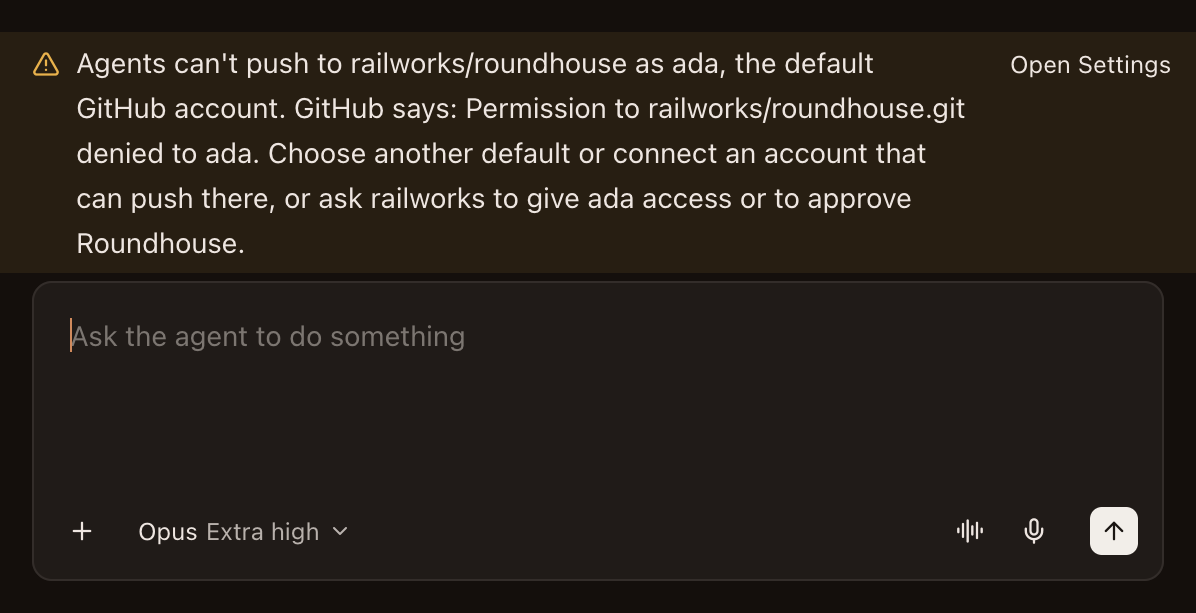 Agents can't push to railworks/roundhouse as ada, the default
Open Settings
GitHub account. GitHub says: Permission to railworks/roundhouse.git
denied to ada. Choose another default or connect an account that
can push there, or ask railworks to give ada access or to approve
Roundhouse.
Ask the agent to do something
Opus Extra high